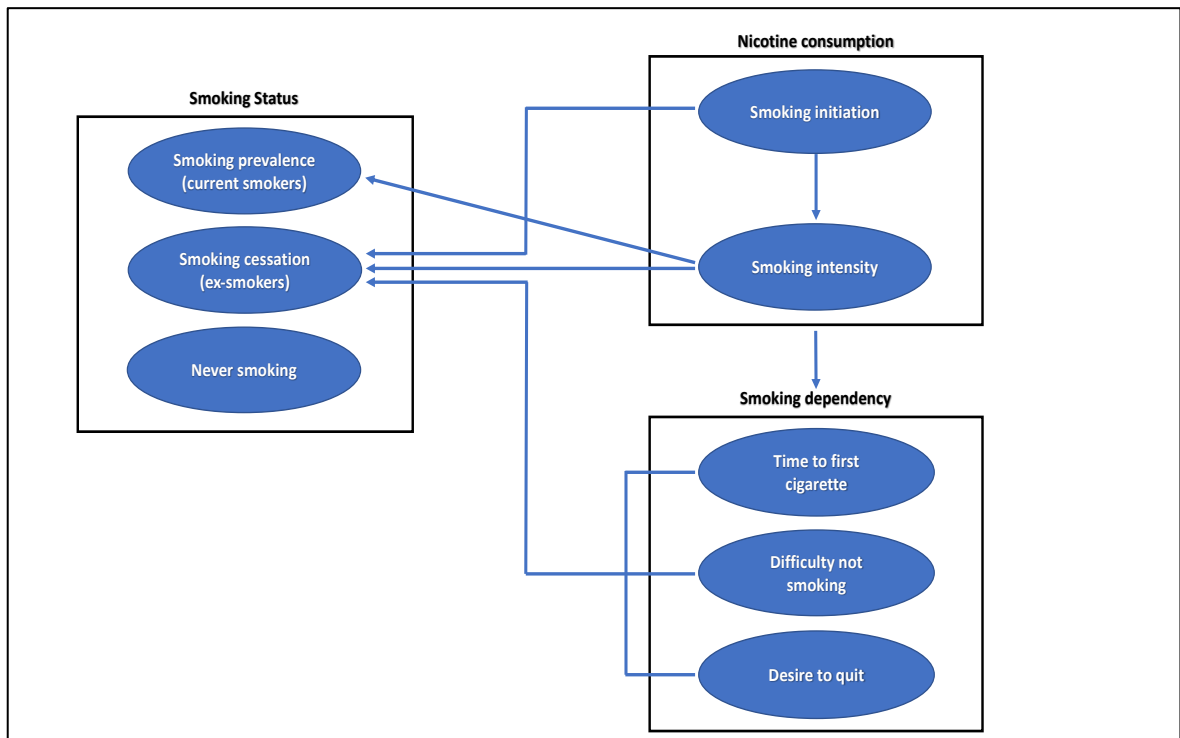 Nicotine consumption
Smoking initiation
Smoking intensity
Smoking Status
Smoking prevalence
(current smokers)
Smoking cessation
(ex-smokers)
Never smoking
Smoking dependency
Time to first
cigarette
Difficulty not
smoking
Desire to quit